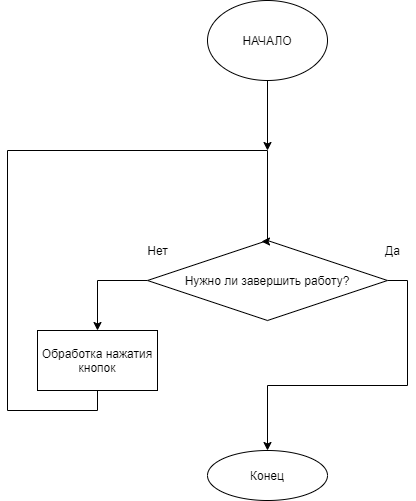 НАЧАЛО
Нет
Да
Нужно ли завершить работу?
Обработка нажатия
кнопок
Конец